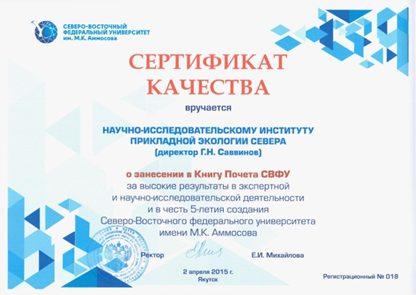 СЕВЕРО-ВОСТОЧНЫЙ
ФЕДЕРАЛЬНЫЙ УНИВЕРСИТЕТ
им. М.К. Аммосова
СЕРТИФИКАТ
КАЧЕСТВА
вручается
НАУЧНО-ИССЛЕДОВАТЕЛЬСКОМУ ИНСТИТУТУ
ПРИКЛАДНОЙ ЭКОЛОГИИ СЕВЕРА
(директор Г.Н. Саввинов)
о занесении в Книгу Почета СВФУ
за высокие результаты в экспертной
и научно-исследовательской деятельности
и в честь 5-летия создания
Северо-Восточного федерального университета
имени М.К. Аммосова
Ректор Е.И. Михайлова
2 апреля 2015 г.
Якутск
Регистрационный № 018